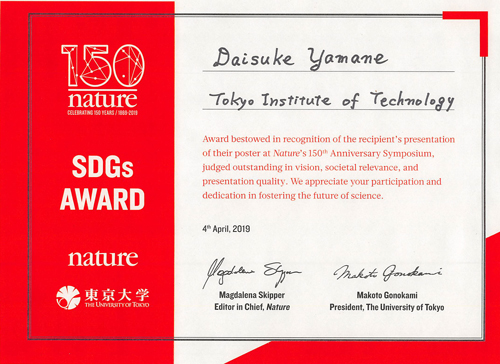 150
nature
CELEBRATING 150 YEARS / 1869-2019
SDGs
AWARD
nature
東京大学
THE UNIVERSITY OF TOKYO
Daisuke Yamane
Tokyo Institute of Technology
Award bestowed in recognition of the recipient's presentation
of their poster at Nature's 150th Anniversary Symposium,
judged outstanding in vision, societal relevance, and
presentation quality. We appreciate your participation and
dedication in fostering the future of science.
4th April, 2019
Magdalena Skipper
Makoto Gonokami
Magdalena Skipper
Editor in Chief, Nature
Makoto Gonokami
President, The University of Tokyo